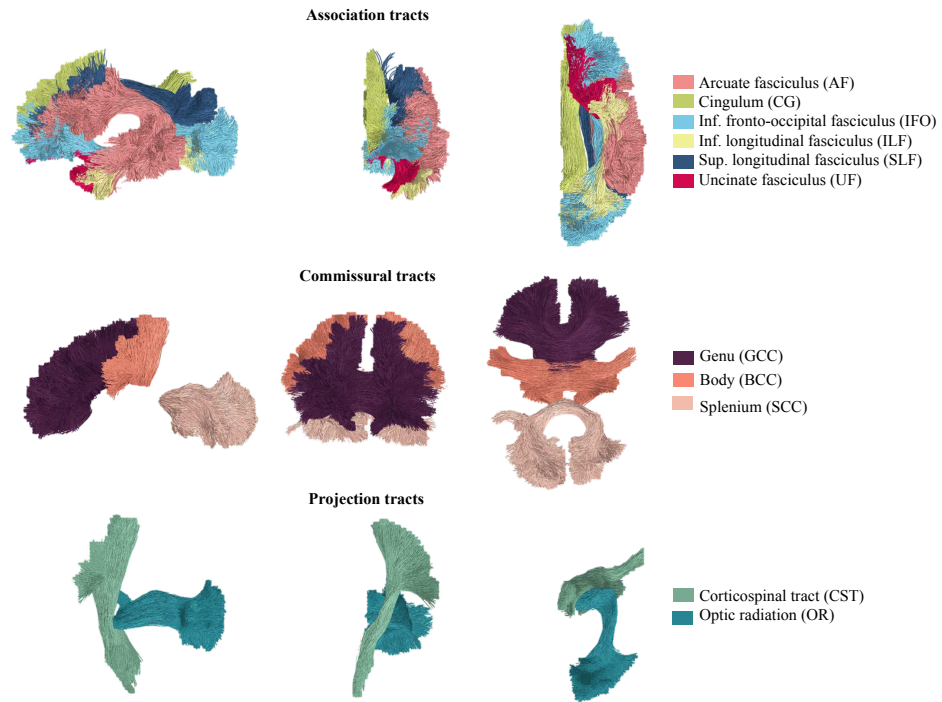 Association tracts
Arcuate fasciculus (AF)
Cingulum (CG)
Inf. fronto-occipital fasciculus (IFO)
Inf. longitudinal fasciculus (ILF)
Sup. longitudinal fasciculus (SLF)
Uncinate fasciculus (UF)
Commissural tracts
Genu (GCC)
Body (BCC)
Splenium (SCC)
Projection tracts
Corticospinal tract (CST)
Optic radiation (OR)